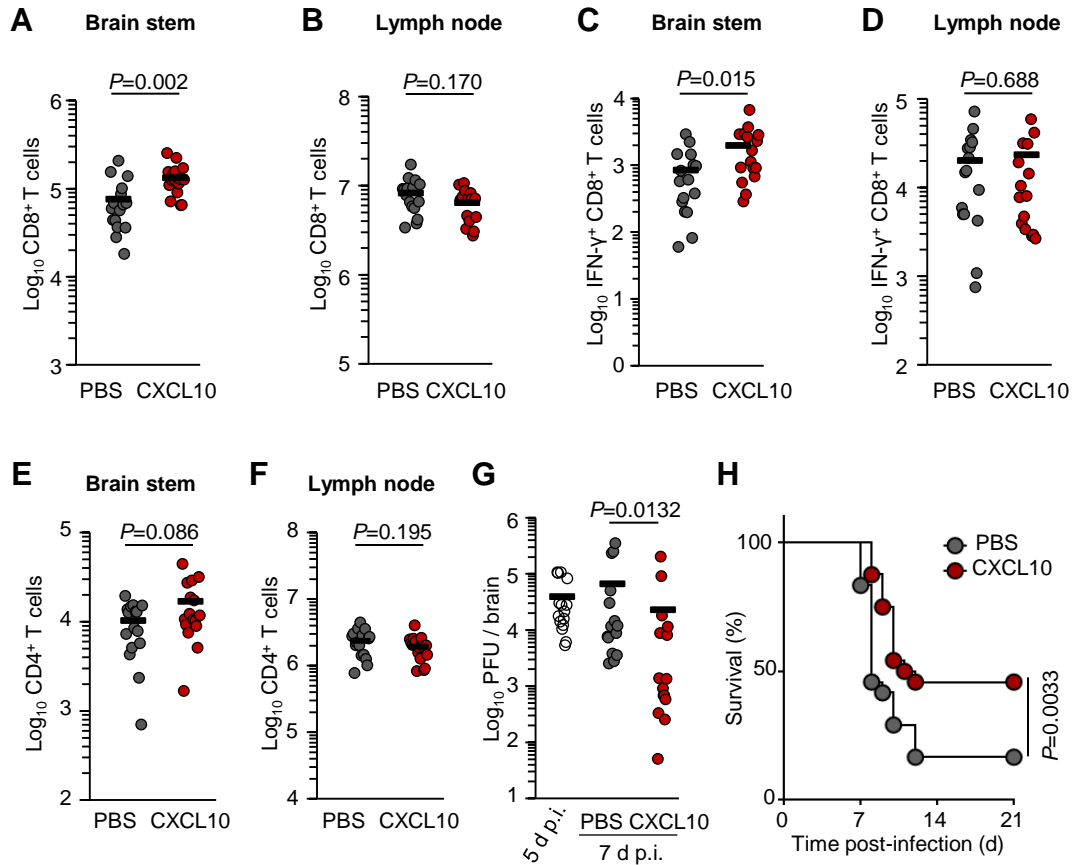 A Brain stem
P=0.002
Log10 CD8+ T cells
6
5
4
3
PBS CXCL10
B Lymph node
P=0.170
Log10 CD8+ T cells
8
7
6
5
PBS CXCL10
C Brain stem
P=0.015
Log10 IFN-γ+ CD8+ T cells
4
3
2
1
0
PBS CXCL10
D Lymph node
P=0.688
Log10 IFN-γ+ CD8+ T cells
5
4
3
2
PBS CXCL10
E Brain stem
P=0.086
Log10 CD4+ T cells
5
4
3
2
PBS CXCL10
F Lymph node
P=0.195
Log10 CD4+ T cells
8
7
6
5
4
PBS CXCL10
G
P=0.0132
Log10 PFU / brain
6
5
4
3
2
1
5 d p.i.
PBS CXCL10
7 d p.i.
H
PBS
CXCL10
Survival (%)
100
50
0
P=0.0033
0 7 14 21
Time post-infection (d)